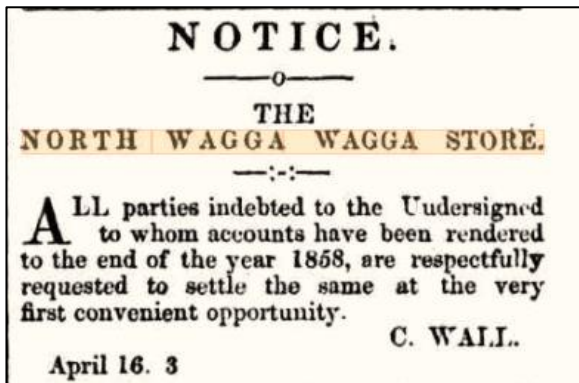 NOTICE.
THE
NORTH WAGGA WAGGA STORE.
ALL parties indebted to the Uudersigned
to whom accounts have been rendered
to the end of the year 1858, are respectfully
requested to settle the same at the very
first convenient opportunity.
C. WALL.
April 16. 3